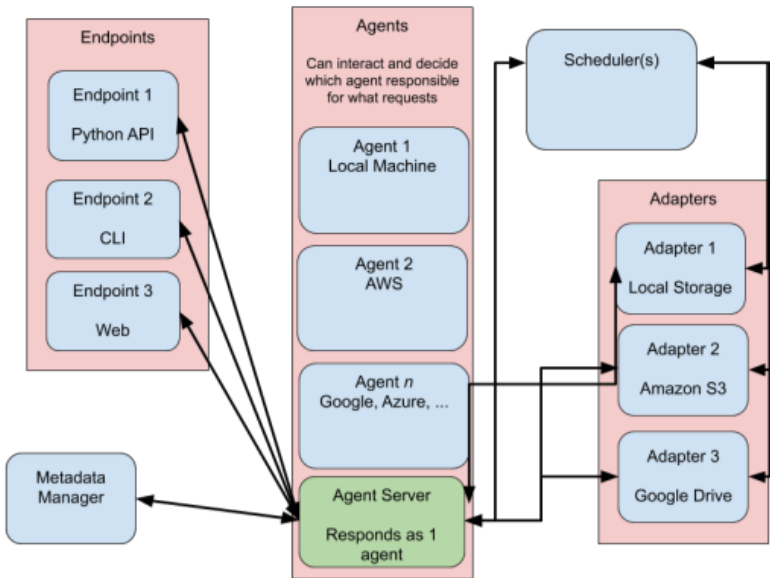 Endpoints
Endpoint 1
Python API
Endpoint 2
CLI
Endpoint 3
Web
Metadata
Manager
Agents
Can interact and decide
which agent responsible
for what requests
Agent 1
Local Machine
Agent 2
AWS
Agent n
Google, Azure, ...
Agent Server
Responds as 1
agent
Scheduler(s)
Adapters
Adapter 1
Local Storage
Adapter 2
Amazon S3
Adapter 3
Google Drive